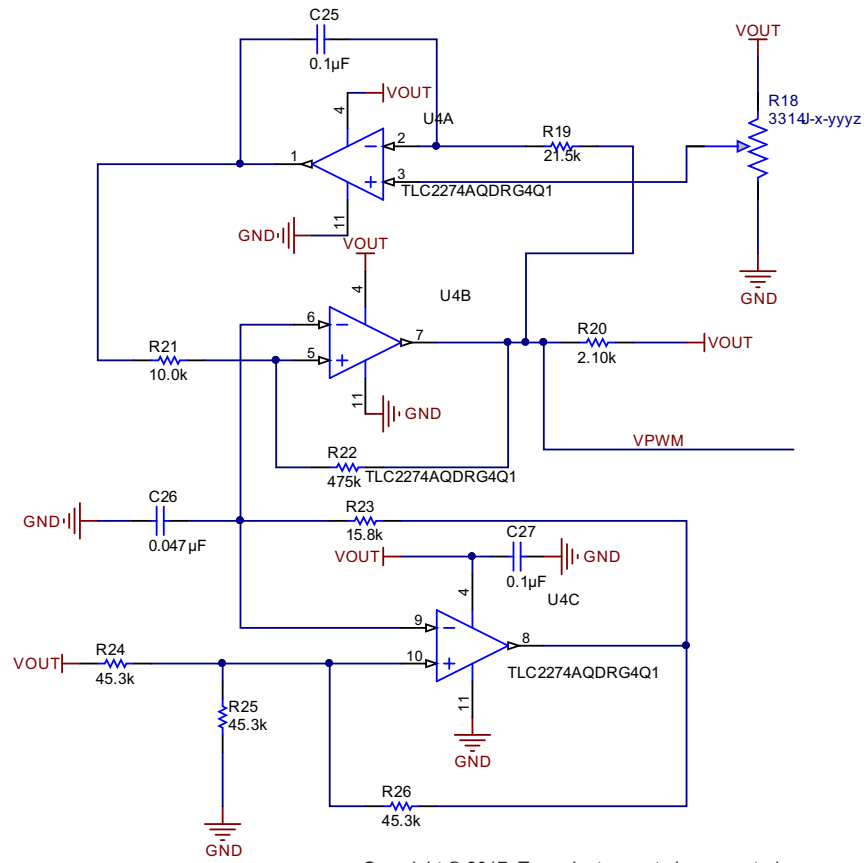 C25
0.1µF
VOUT
R18
3314J-x-yyyz
4
VOUT
U4A
R19
21.5k
2
1
3
TLC2274AQDRG4Q1
11
GND
VOUT
GND
4
U4B
6
7
R20
2.10k
VOUT
R21
10.0k
5
11
GND
VPWM
R22
475k
TLC2274AQDRG4Q1
C26
GND
0.047µF
R23
15.8k
C27
VOUT
GND
0.1µF
4
U4C
9
8
R24
VOUT
45.3k
10
TLC2274AQDRG4Q1
R25
45.3k
11
GND
R26
45.3k
GND